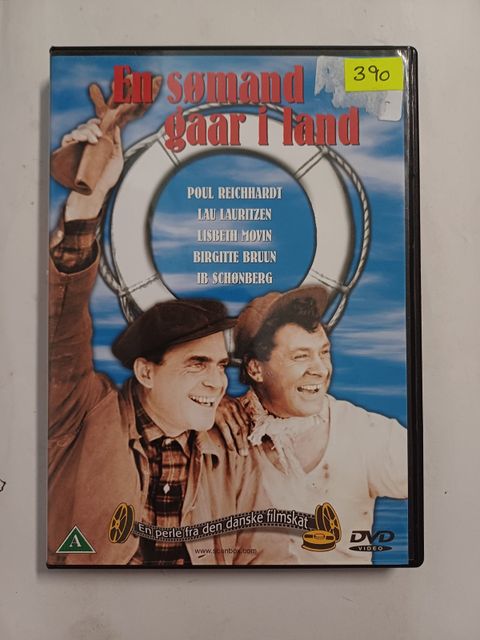 En sømand
gaar i land
390
POUL REICHHARDT
LAU LAURITZEN
LISBETH MOVIN
BIRGITTE BRUUN
IB SCHØNBERG
En perle fra den danske filmskat
A
www.scanbox.com
DVD
VIDEO